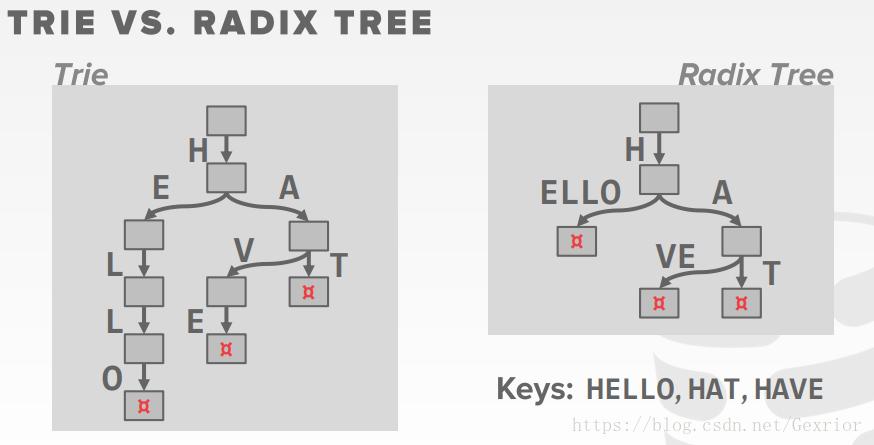 TRIE VS. RADIX TREE
Trie
H
E A
V
L T
L E
O
¤ ¤ ¤
Radix Tree
H
ELLO A
VE T
¤ ¤ ¤
Keys: HELLO, HAT, HAVE
https://blog.csdn.net/Gexrior